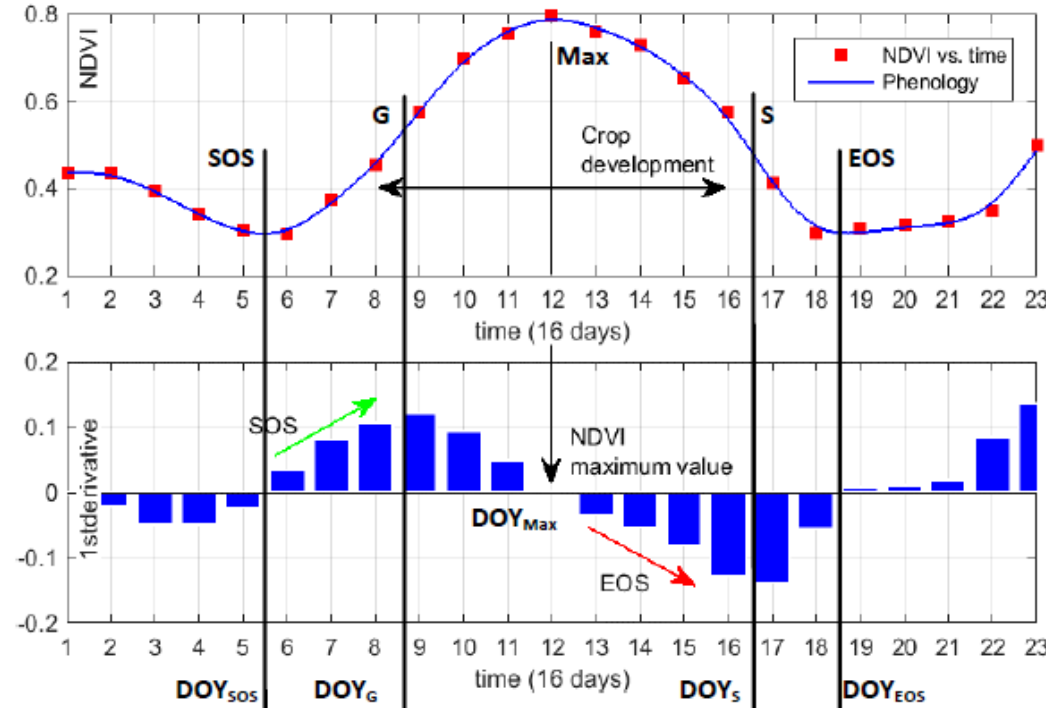 0.8
NDVI
Max
NDVI vs. time
Phenology
0.6
G
S
SOS
Crop
development
EOS
0.4
0.2
1 2 3 4 5 6 7 8 9 10 11 12 13 14 15 16 17 18 19 20 21 22 23
time (16 days)
0.2
SOS
0.1
NDVI
maximum value
0
1stderivative
DOYMax
-0.1
EOS
-0.2
1 2 3 4 5 6 7 8 9 10 11 12 13 14 15 16 17 18 19 20 21 22 23
time (16 days)
DOYSOS DOYG DOYS DOYEOS